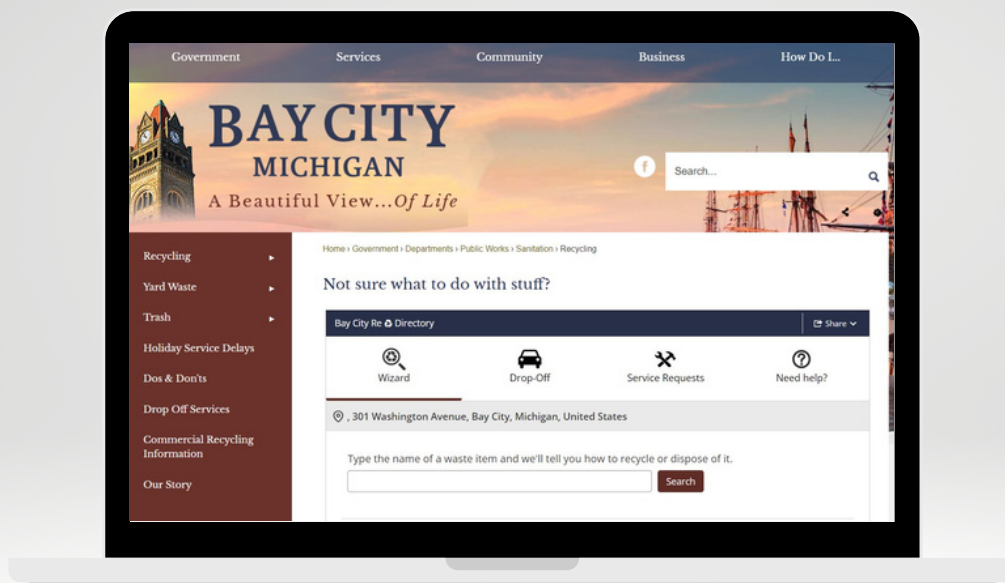 Government Services Community Business How Do I...
BAY CITY
MICHIGAN
A Beautiful View...Of Life
f
Search...
Recycling
Yard Waste
Trash
Holiday Service Delays
Dos & Don'ts
Drop Off Services
Commercial Recycling
Information
Our Story
Home › Government › Departments › Public Works › Sanitation › Recycling
Not sure what to do with stuff?
Bay City Re Directory
Share
Wizard Drop-Off Service Requests Need help?
, 301 Washington Avenue, Bay City, Michigan, United States
Type the name of a waste item and we'll tell you how to recycle or dispose of it.
Search